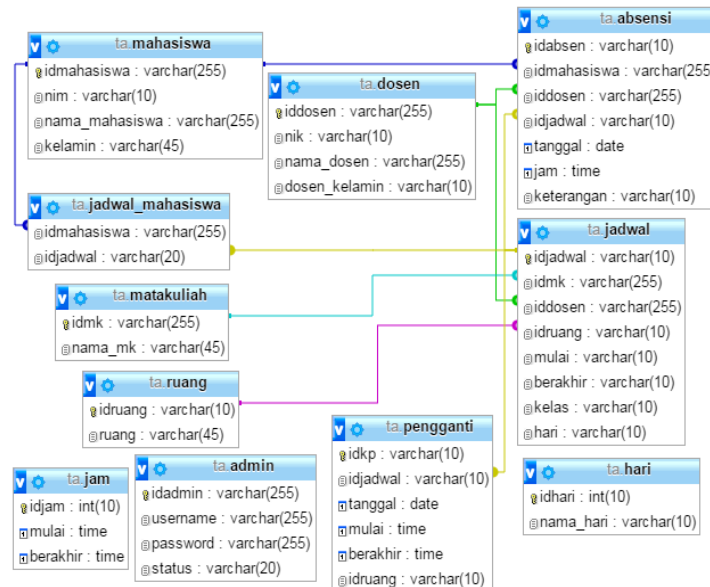 ta.mahasiswa
idmahasiswa : varchar(255)
nim : varchar(10)
nama_mahasiswa : varchar(255)
kelamin : varchar(45)
ta.dosen
iddosen : varchar(255)
nik : varchar(10)
nama_dosen : varchar(255)
dosen_kelamin : varchar(10)
ta.absensi
idabsen : varchar(10)
idmahasiswa : varchar(255
iddosen : varchar(255)
idjadwal : varchar(10)
tanggal : date
jam : time
keterangan : varchar(10)
ta.jadwal_mahasiswa
idmahasiswa : varchar(255)
idjadwal : varchar(20)
ta.jadwal
idjadwal : varchar(10)
idmk : varchar(255)
iddosen : varchar(255)
idruang : varchar(10)
mulai : varchar(10)
berakhir : varchar(10)
kelas : varchar(10)
hari : varchar(10)
ta.matakuliah
idmk : varchar(255)
nama_mk : varchar(45)
ta.ruang
idruang : varchar(10)
ruang : varchar(45)
ta.pengganti
idkp : varchar(10)
idjadwal : varchar(10)
tanggal : date
mulai : time
berakhir : time
idruang : varchar(10)
ta.jam
idjam : int(10)
mulai : time
berakhir : time
ta.admin
idadmin : varchar(255)
username : varchar(255)
password : varchar(255)
status : varchar(20)
ta.hari
idhari : int(10)
nama_hari : varchar(10)